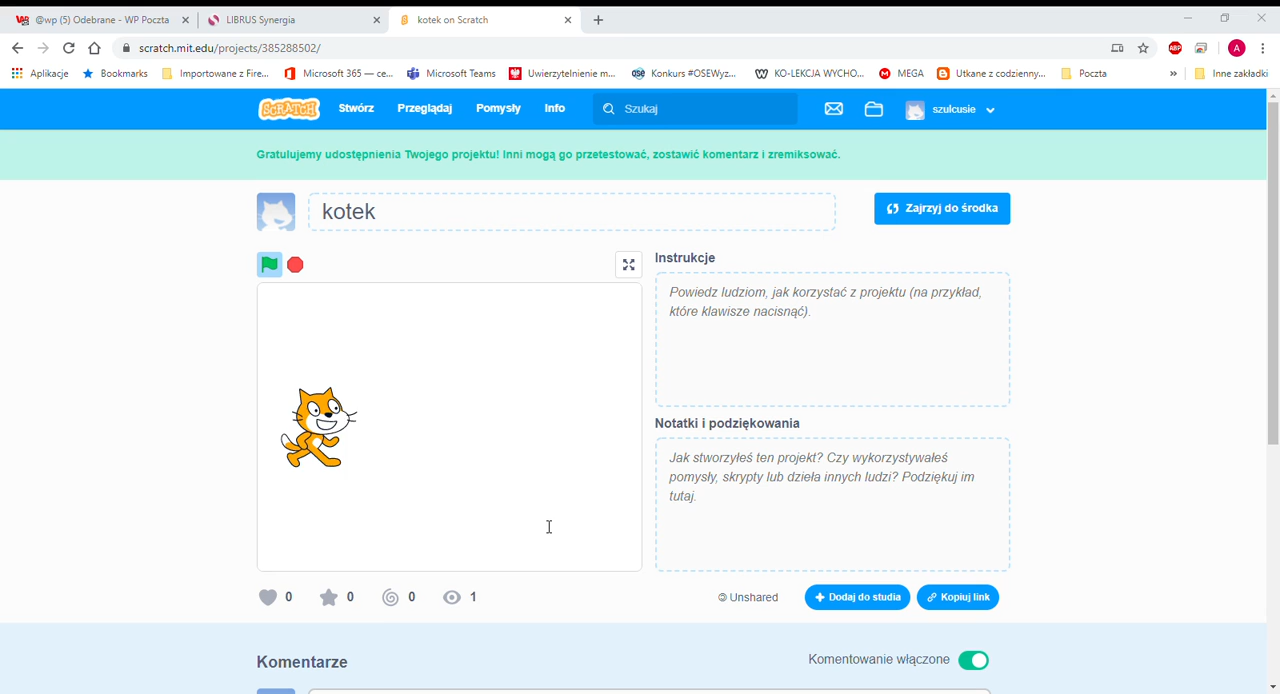 @wp (5) Odebrane - WP Poczta
LIBRUS Synergia
kotek on Scratch
scratch.mit.edu/projects/385288502/
ABP
A
Aplikacje
Bookmarks
Importowane z Fire...
Microsoft 365 — ce...
Microsoft Teams
Uwierzytelnienie m...
ose
Konkurs #OSEWyz...
KO-LEKCJA WYCHO...
MEGA
Utkane z codzienny...
Poczta
»
Inne zakładki
SCRATCH
Stwórz
Przeglądaj
Pomysły
Info
Szukaj
szulcusie
Gratulujemy udostępnienia Twojego projektu! Inni mogą go przetestować, zostawić komentarz i zremiksować.
kotek
Zajrzyj do środka
Instrukcje
Powiedz ludziom, jak korzystać z projektu (na przykład,
które klawisze nacisnąć).
Notatki i podziękowania
Jak stworzyłeś ten projekt? Czy wykorzystywałeś
pomysły, skrypty lub dzieła innych ludzi? Podziękuj im
tutaj.
0
0
0
1
© Unshared
Dodaj do studia
Kopiuj link
Komentarze
Komentowanie włączone